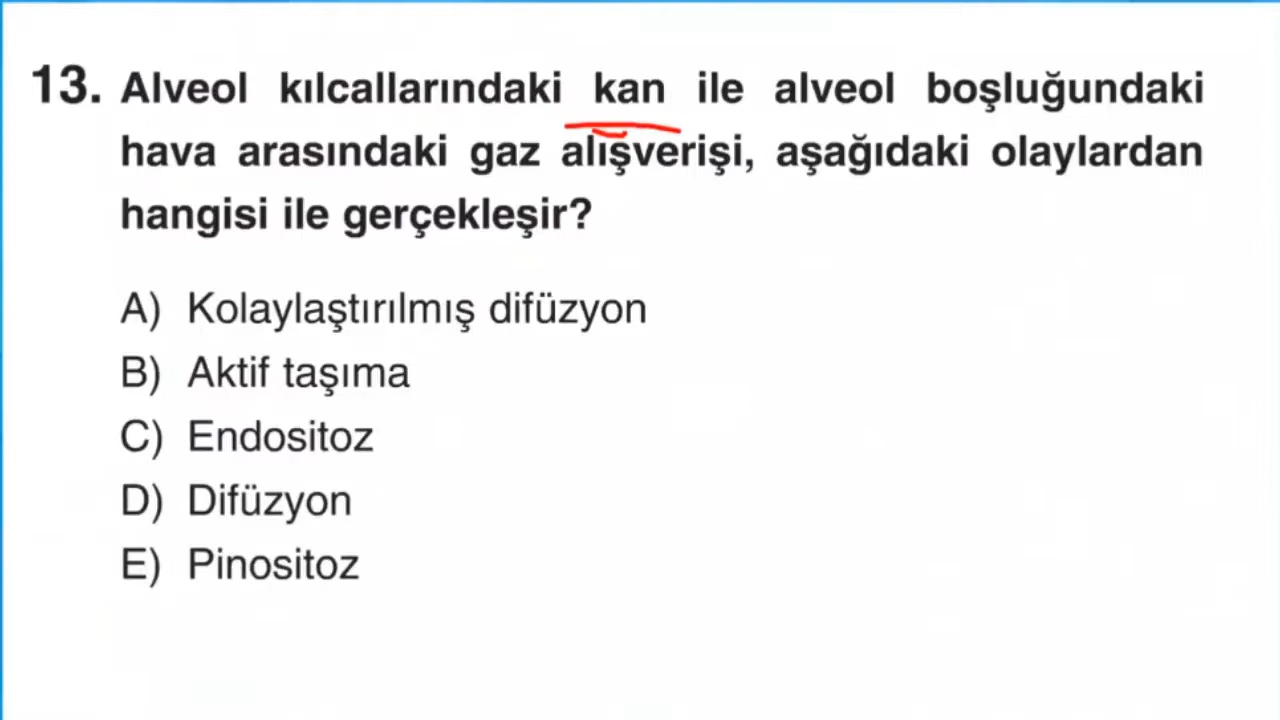 13. Alveol kılcallarındaki kan ile alveol boşluğundaki
hava arasındaki gaz alışverişi, aşağıdaki olaylardan
hangisi ile gerçekleşir?
A) Kolaylaştırılmış difüzyon
B) Aktif taşıma
C) Endositoz
D) Difüzyon
E) Pinositoz